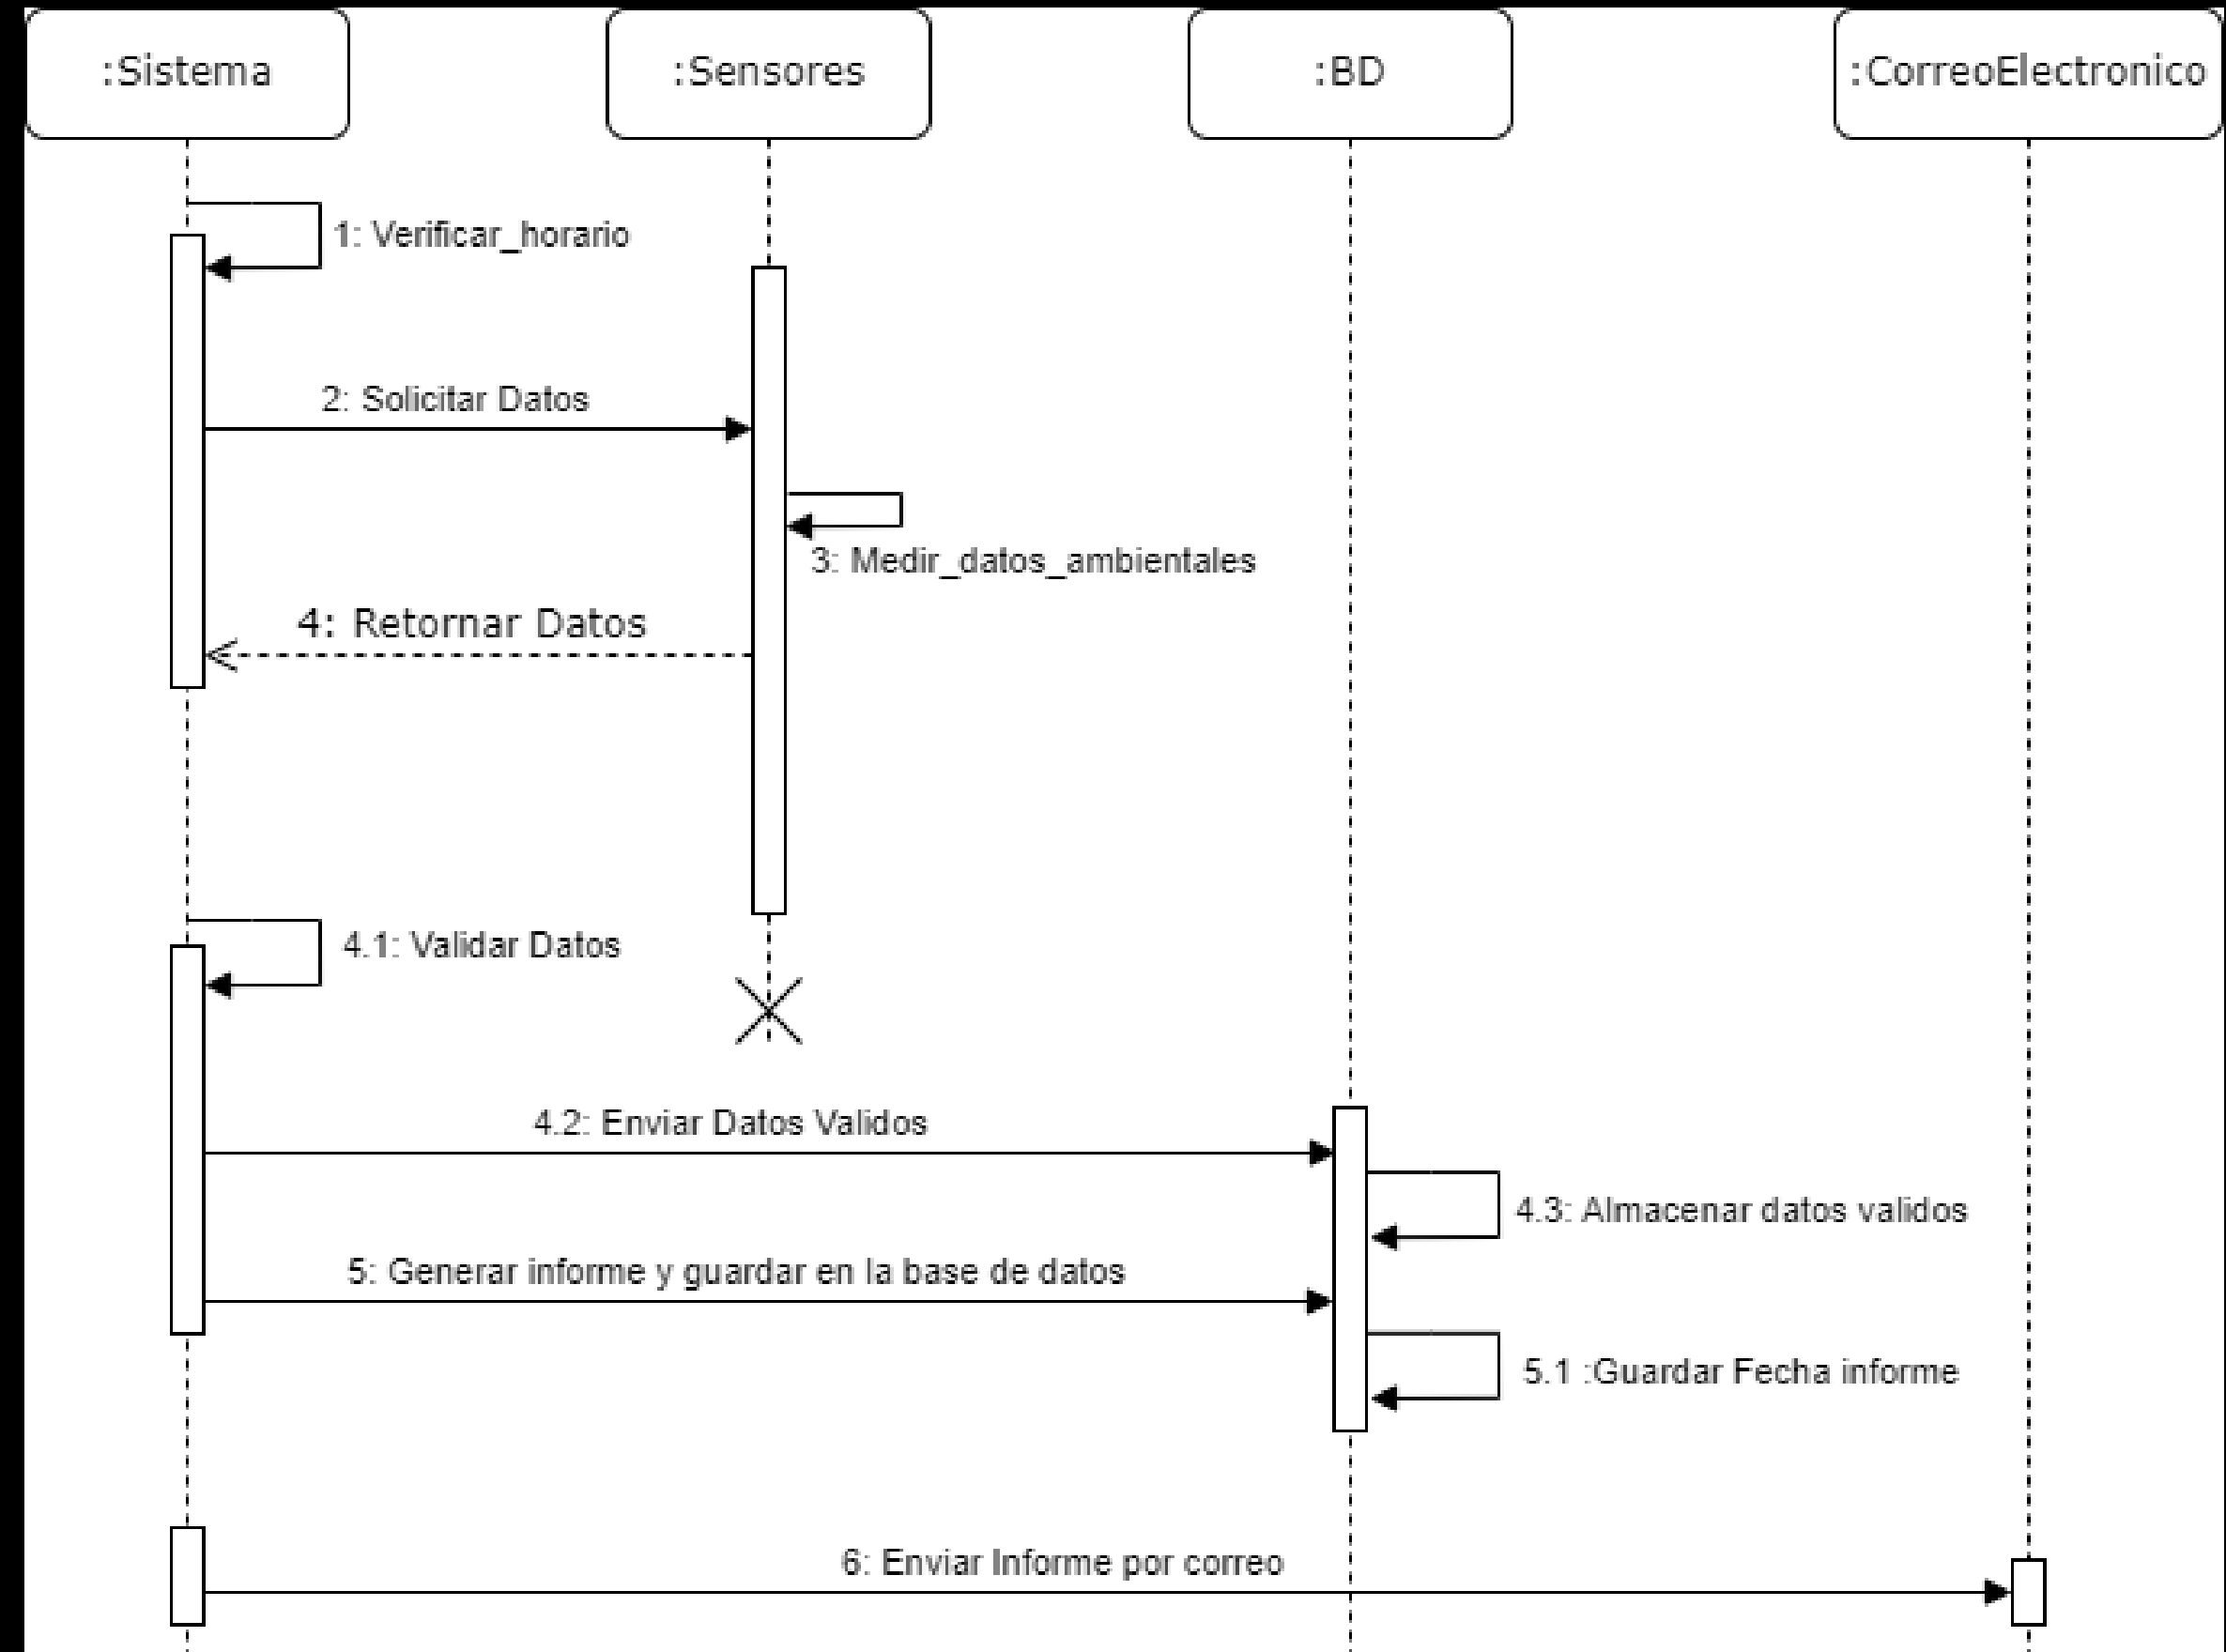 :Sistema
:Sensores
:BD
:CorreoElectronico
1: Verificar_horario
2: Solicitar Datos
3: Medir_datos_ambientales
4: Retornar Datos
4.1: Validar Datos
4.2: Enviar Datos Validos
4.3: Almacenar datos validos
5: Generar informe y guardar en la base de datos
5.1 :Guardar Fecha informe
6: Enviar Informe por correo